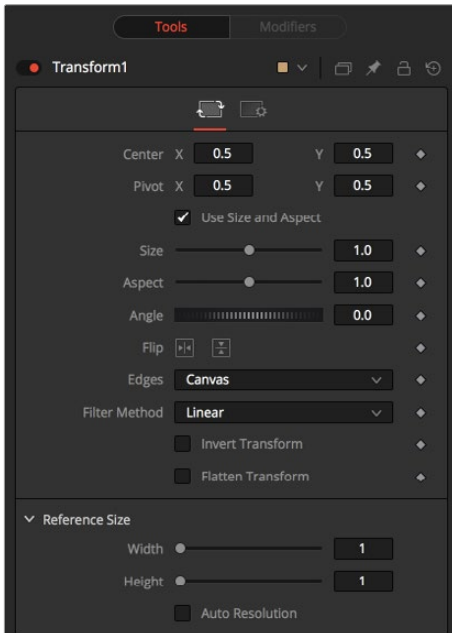 Tools Modifiers
Transform1
Center X 0.5 Y 0.5
Pivot X 0.5 Y 0.5
Use Size and Aspect
Size 1.0
Aspect 1.0
Angle 0.0
Flip
Edges Canvas
Filter Method Linear
Invert Transform
Flatten Transform
Reference Size
Width 1
Height 1
Auto Resolution